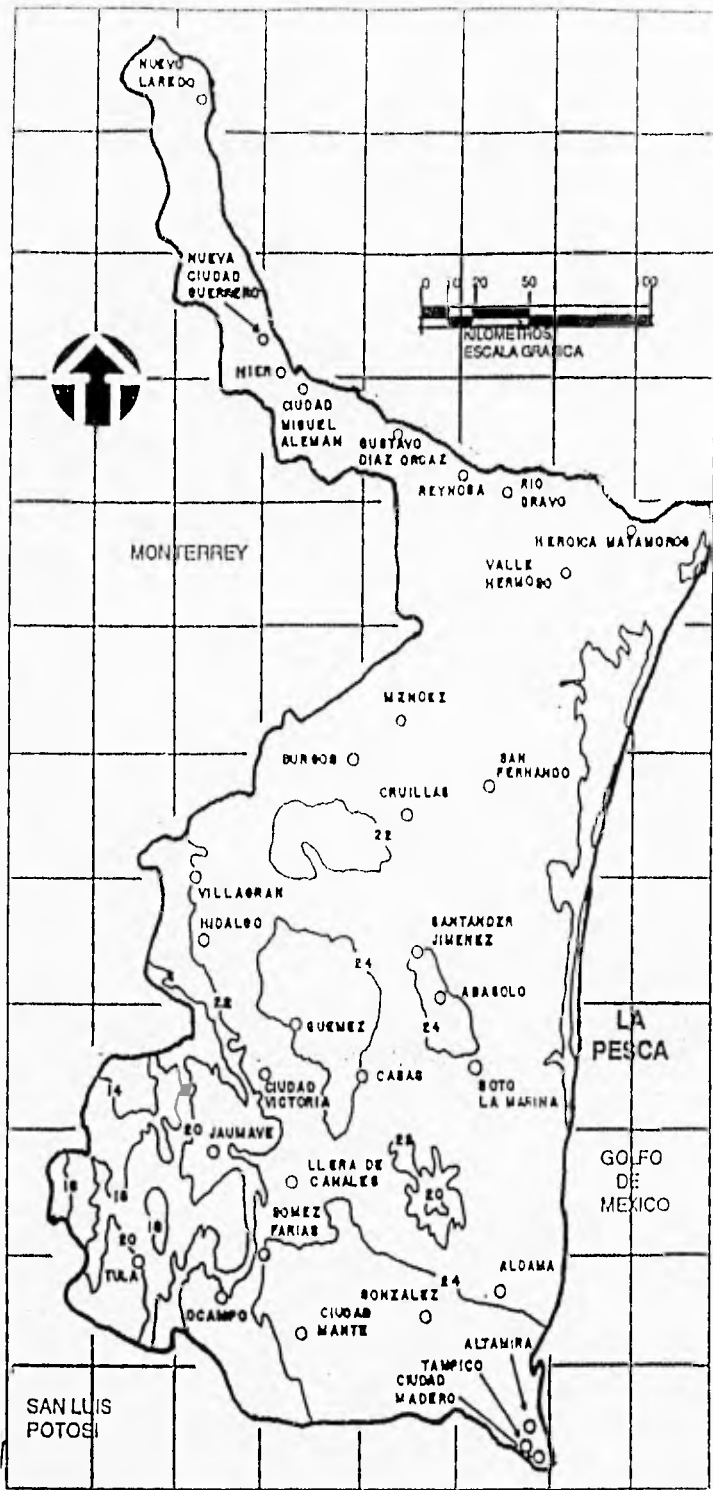 NUEVO
LAREDO
NUEVA
CIUDAD
GUERRERO
0 10 20 50 100
KILOMETROS
ESCALA GRAFICA
MIER
CIUDAD
MIGUEL
ALEMAN
GUSTAVO
DIAZ ORDAZ
REYNOSA
RIO
BRAVO
HEROICA MATAMOROS
MONTERREY
VALLE
HERMOSO
MENDEZ
BURGOS
SAN
FERNANDO
CRUILLAS
22
VILLAGRAN
HIDALGO
SANTANDER
JIMENEZ
24
ABASOLO
22
24
GUEMEZ
LA
PESCA
CIUDAD
VICTORIA
CASAS
SOTO
LA MARINA
14
20
JAUMAVE
22
GOLFO
DE
MEXICO
LLERA DE
CANALES
16
18
18
20
GOMEZ
FARIAS
20
TULA
24
ALDAMA
OCAMPO
GONZALEZ
CIUDAD
MANTE
ALTAMIRA
TAMPICO
CIUDAD
MADERO
SAN LUIS
POTOSI